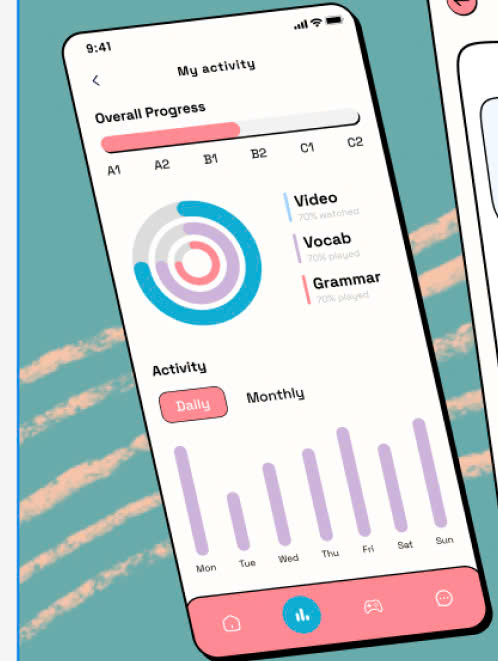 9:41
My activity
Overall Progress
A1 A2 B1 B2 C1 C2
Video
70% watched
Vocab
70% played
Grammar
70% played
Activity
Daily Monthly
Mon Tue Wed Thu Fri Sat Sun